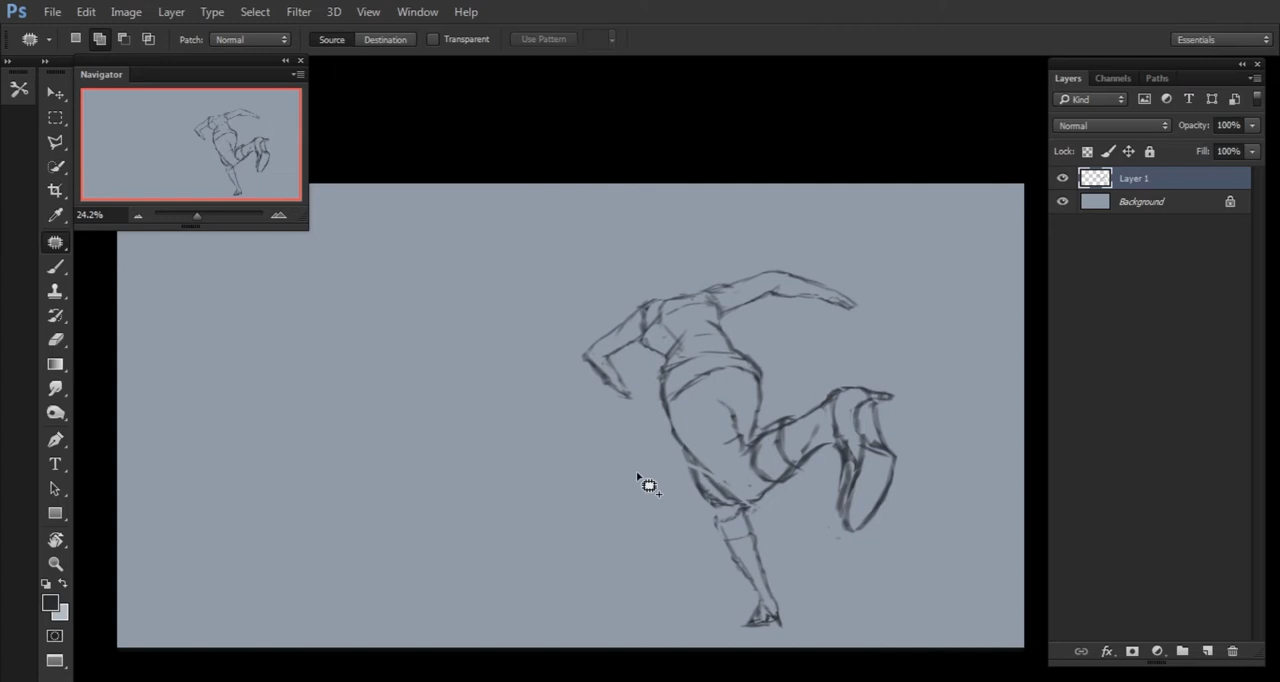 Ps File Edit Image Layer Type Select Filter 3D View Window Help
Patch: Normal Source Destination Transparent Use Pattern Essentials
Navigator
24.2%
Layers Channels Paths
Kind
Normal Opacity: 100%
Lock: Fill: 100%
Layer 1
Background